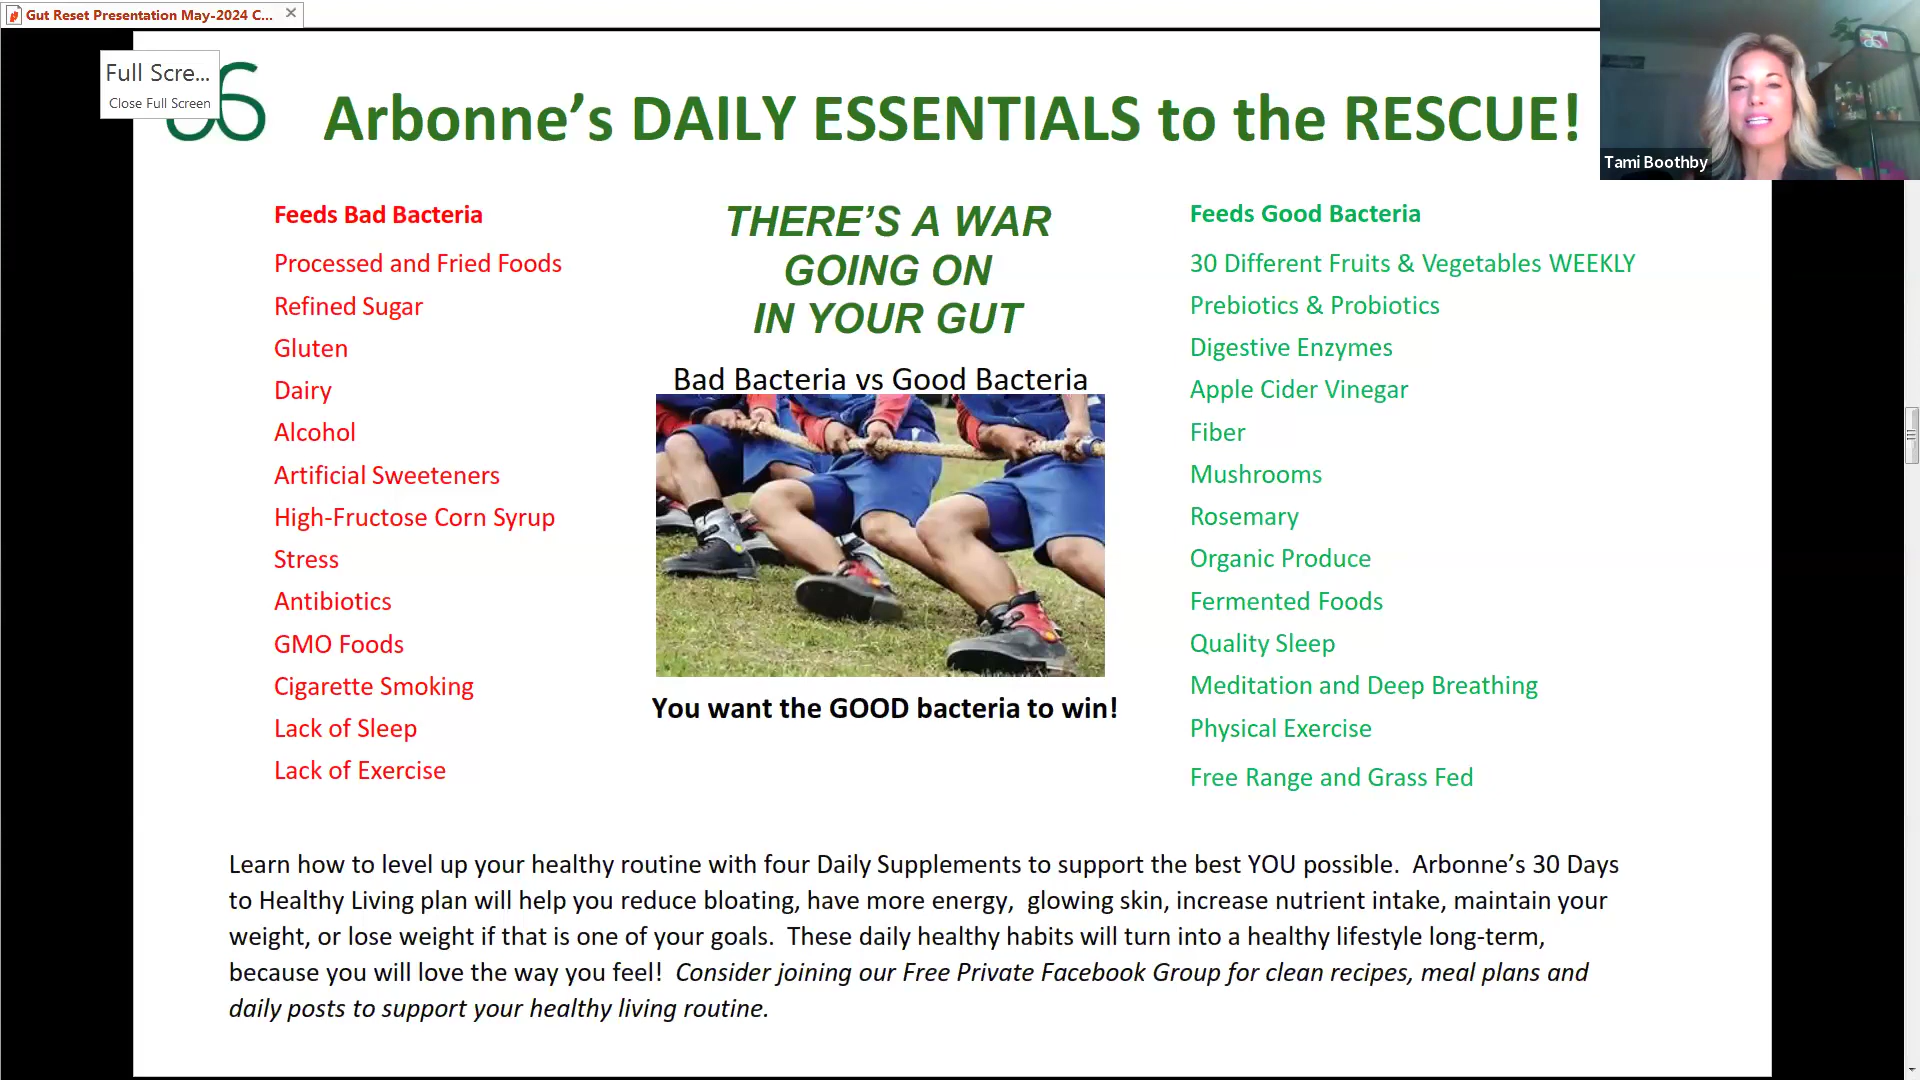 Gut Reset Presentation May-2024 C...
Full Scre...
Close Full Screen
Arbonne’s DAILY ESSENTIALS to the RESCUE!
Tami Boothby
Feeds Bad Bacteria
Processed and Fried Foods
Refined Sugar
Gluten
Dairy
Alcohol
Artificial Sweeteners
High-Fructose Corn Syrup
Stress
Antibiotics
GMO Foods
Cigarette Smoking
Lack of Sleep
Lack of Exercise
THERE’S A WAR
GOING ON
IN YOUR GUT
Bad Bacteria vs Good Bacteria
You want the GOOD bacteria to win!
Feeds Good Bacteria
30 Different Fruits & Vegetables WEEKLY
Prebiotics & Probiotics
Digestive Enzymes
Apple Cider Vinegar
Fiber
Mushrooms
Rosemary
Organic Produce
Fermented Foods
Quality Sleep
Meditation and Deep Breathing
Physical Exercise
Free Range and Grass Fed
Learn how to level up your healthy routine with four Daily Supplements to support the best YOU possible.  Arbonne’s 30 Days
to Healthy Living plan will help you reduce bloating, have more energy,  glowing skin, increase nutrient intake, maintain your
weight, or lose weight if that is one of your goals.  These daily healthy habits will turn into a healthy lifestyle long-term,
because you will love the way you feel!  Consider joining our Free Private Facebook Group for clean recipes, meal plans and
daily posts to support your healthy living routine.